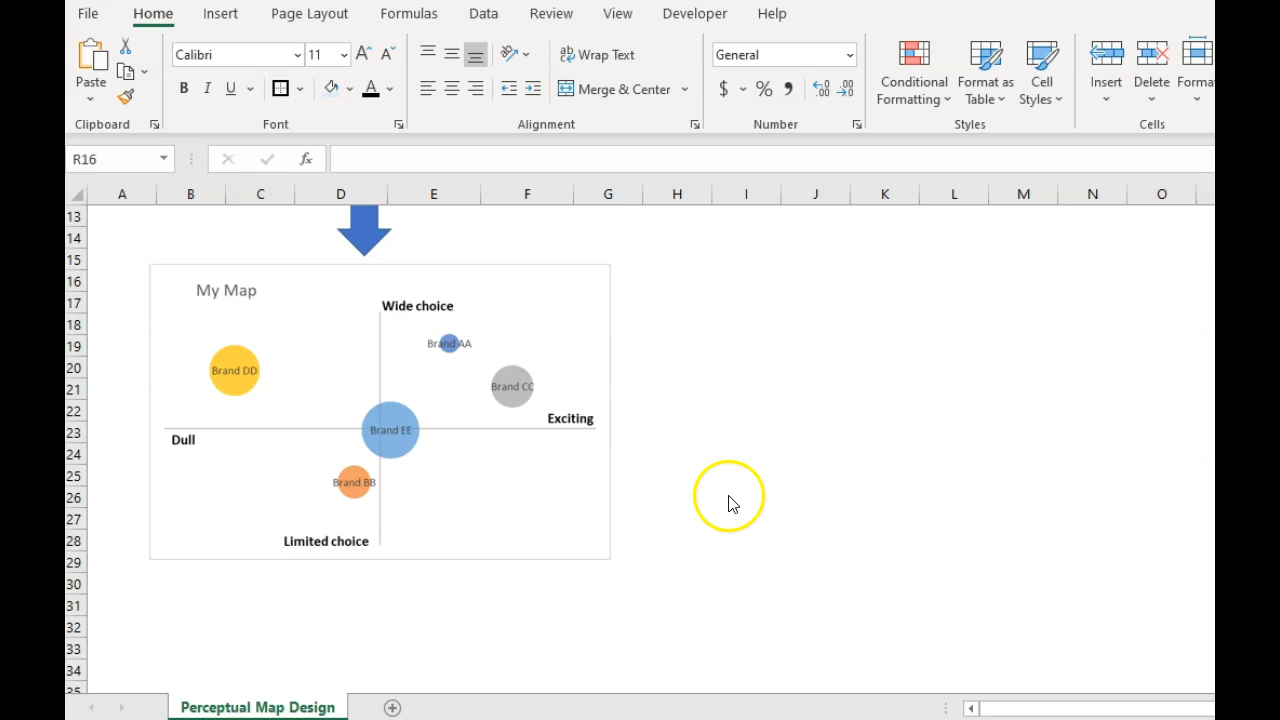 File Home Insert Page Layout Formulas Data Review View Developer Help
Calibri 11 Wrap Text General
Paste B I U A Merge & Center $ % Conditional Formatting Format as Table Cell Styles Insert Delete Forma
Clipboard Font Alignment Number Styles Cells
R16 fx
A B C D E F G H I J K L M N O
13
14
15
16 My Map
17 Wide choice
18
19 Brand AA
20 Brand DD
21 Brand CC
22 Exciting
23 Dull Brand EE
24
25 Brand BB
26
27
28 Limited choice
29
30
31
32
33
34
35
Perceptual Map Design